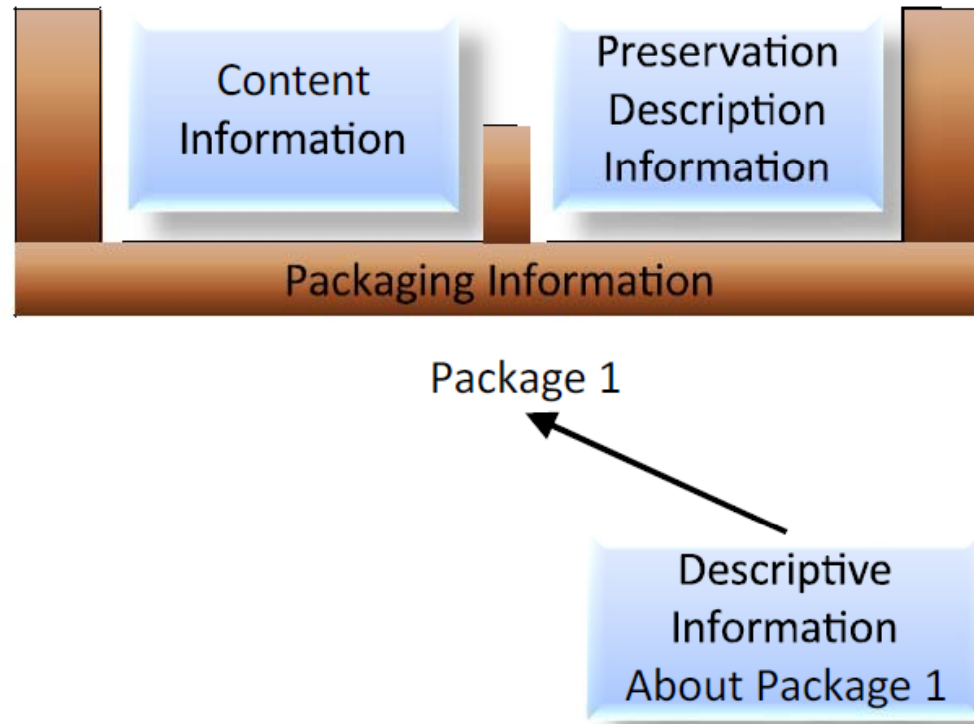 Content
Information
Preservation
Description
Information
Packaging Information
Package 1
Descriptive
Information
About Package 1